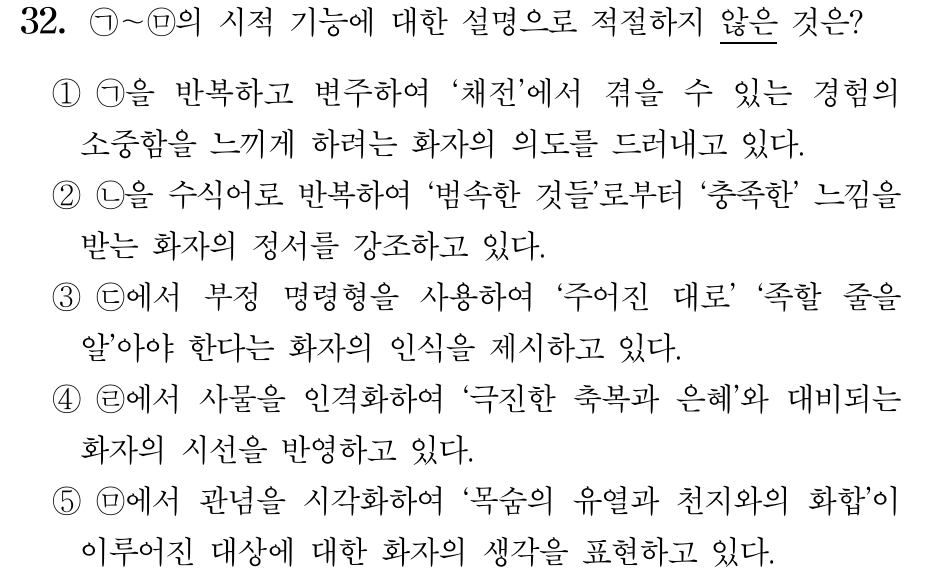 32. ㉠~㉤의 시적 기능에 대한 설명으로 적절하지 않은 것은?
① ㉠을 반복하고 변주하여 ‘채전’에서 겪을 수 있는 경험의
소중함을 느끼게 하려는 화자의 의도를 드러내고 있다.
② ㉡을 수식어로 반복하여 ‘범속한 것들’로부터 ‘충족한’ 느낌을
받는 화자의 정서를 강조하고 있다.
③ ㉢에서 부정 명령형을 사용하여 ‘주어진 대로’ ‘족할 줄을
알’아야 한다는 화자의 인식을 제시하고 있다.
④ ㉣에서 사물을 인격화하여 ‘극진한 축복과 은혜’와 대비되는
화자의 시선을 반영하고 있다.
⑤ ㉤에서 관념을 시각화하여 ‘목숨의 유열과 천지와의 화합’이
이루어진 대상에 대한 화자의 생각을 표현하고 있다.